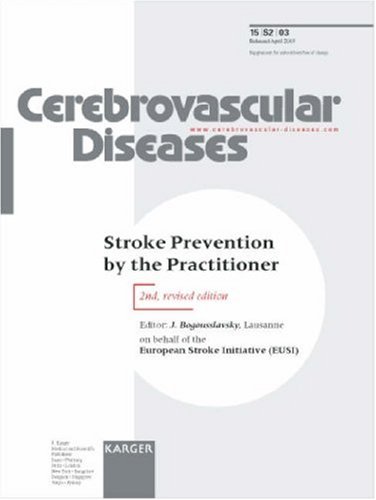 15 | S2 | 03
Cerebrovascular
www.cerebrovascular-diseases.com
Diseases
Stroke Prevention
by the Practitioner
2nd, revised edition
Editor: J. Bogousslavsky, Lausanne
on behalf of the
European Stroke Initiative (EUSI)
S. Karger
KARGER